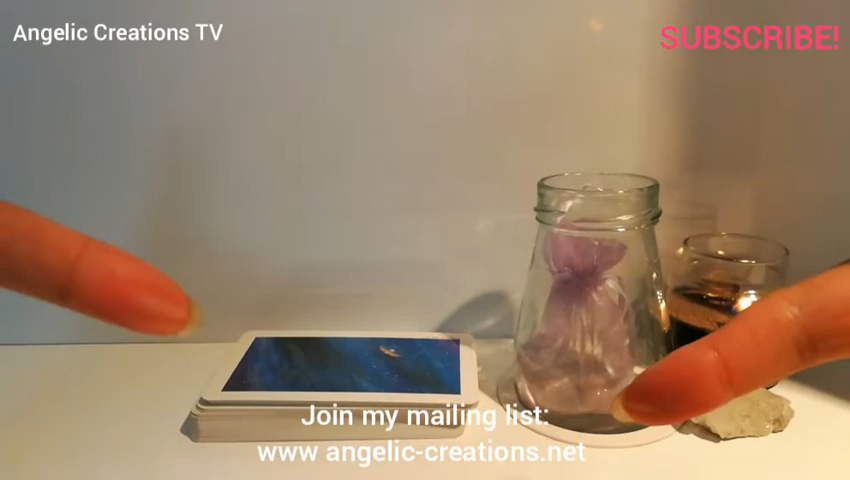 Angelic Creations TV
SUBSCRIBE!
Join my mailing list:
www angelic-creations.net